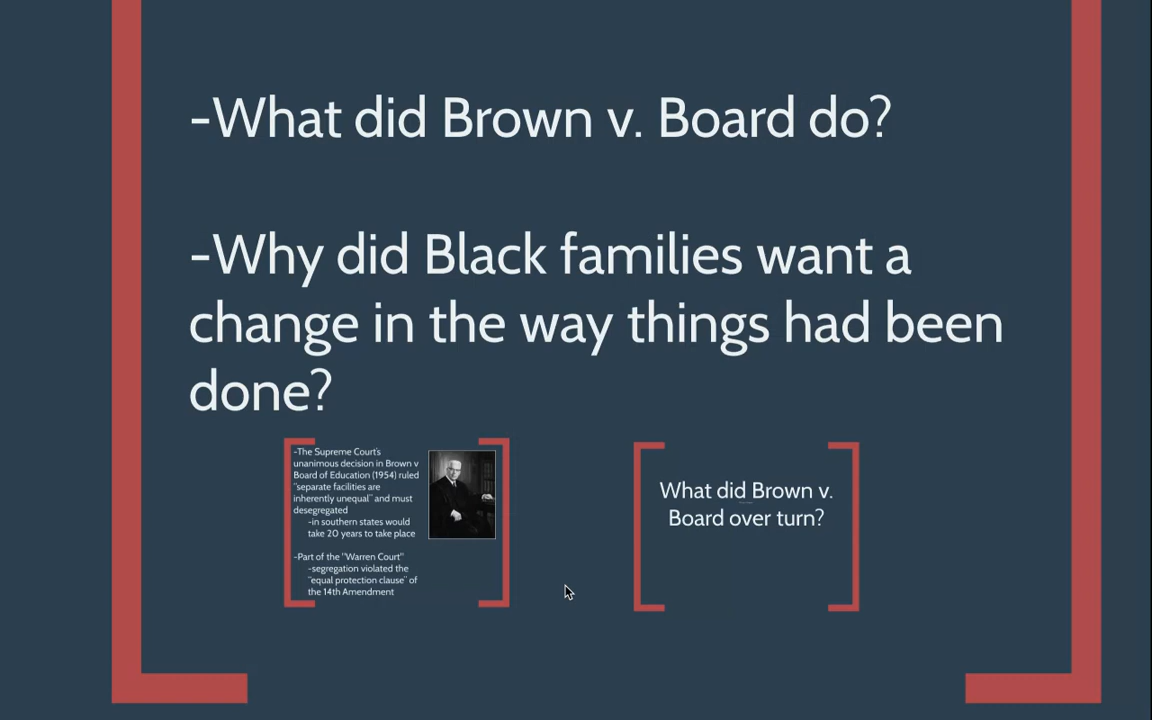 -What did Brown v. Board do?
-Why did Black families want a
change in the way things had been
done?
-The Supreme Court's
unanimous decision in Brown v
Board of Education (1954) ruled
"separate facilities are
inherently unequal" and must
desegregated
-in southern states would
take 20 years to take place
-Part of the "Warren Court"
-segregation violated the
"equal protection clause" of
the 14th Amendment
What did Brown v.
Board over turn?